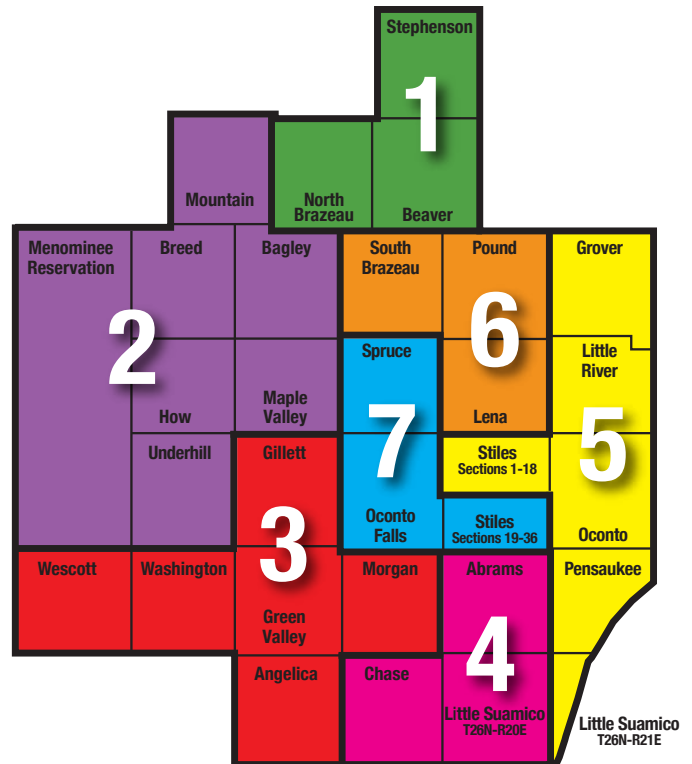 Stephenson
1
Mountain
North
Brazeau
Beaver
Menominee
Reservation
Breed
Bagley
South
Brazeau
Pound
Grover
2
6
Spruce
Little
River
How
Maple
Valley
7
Lena
5
Underhill
Gillett
Stiles
Sections 1-18
3
Oconto
Falls
Stiles
Sections 19-36
Oconto
Wescott
Washington
Green
Valley
Morgan
Abrams
Pensaukee
4
Angelica
Chase
Little Suamico
T26N-R20E
Little Suamico
T26N-R21E